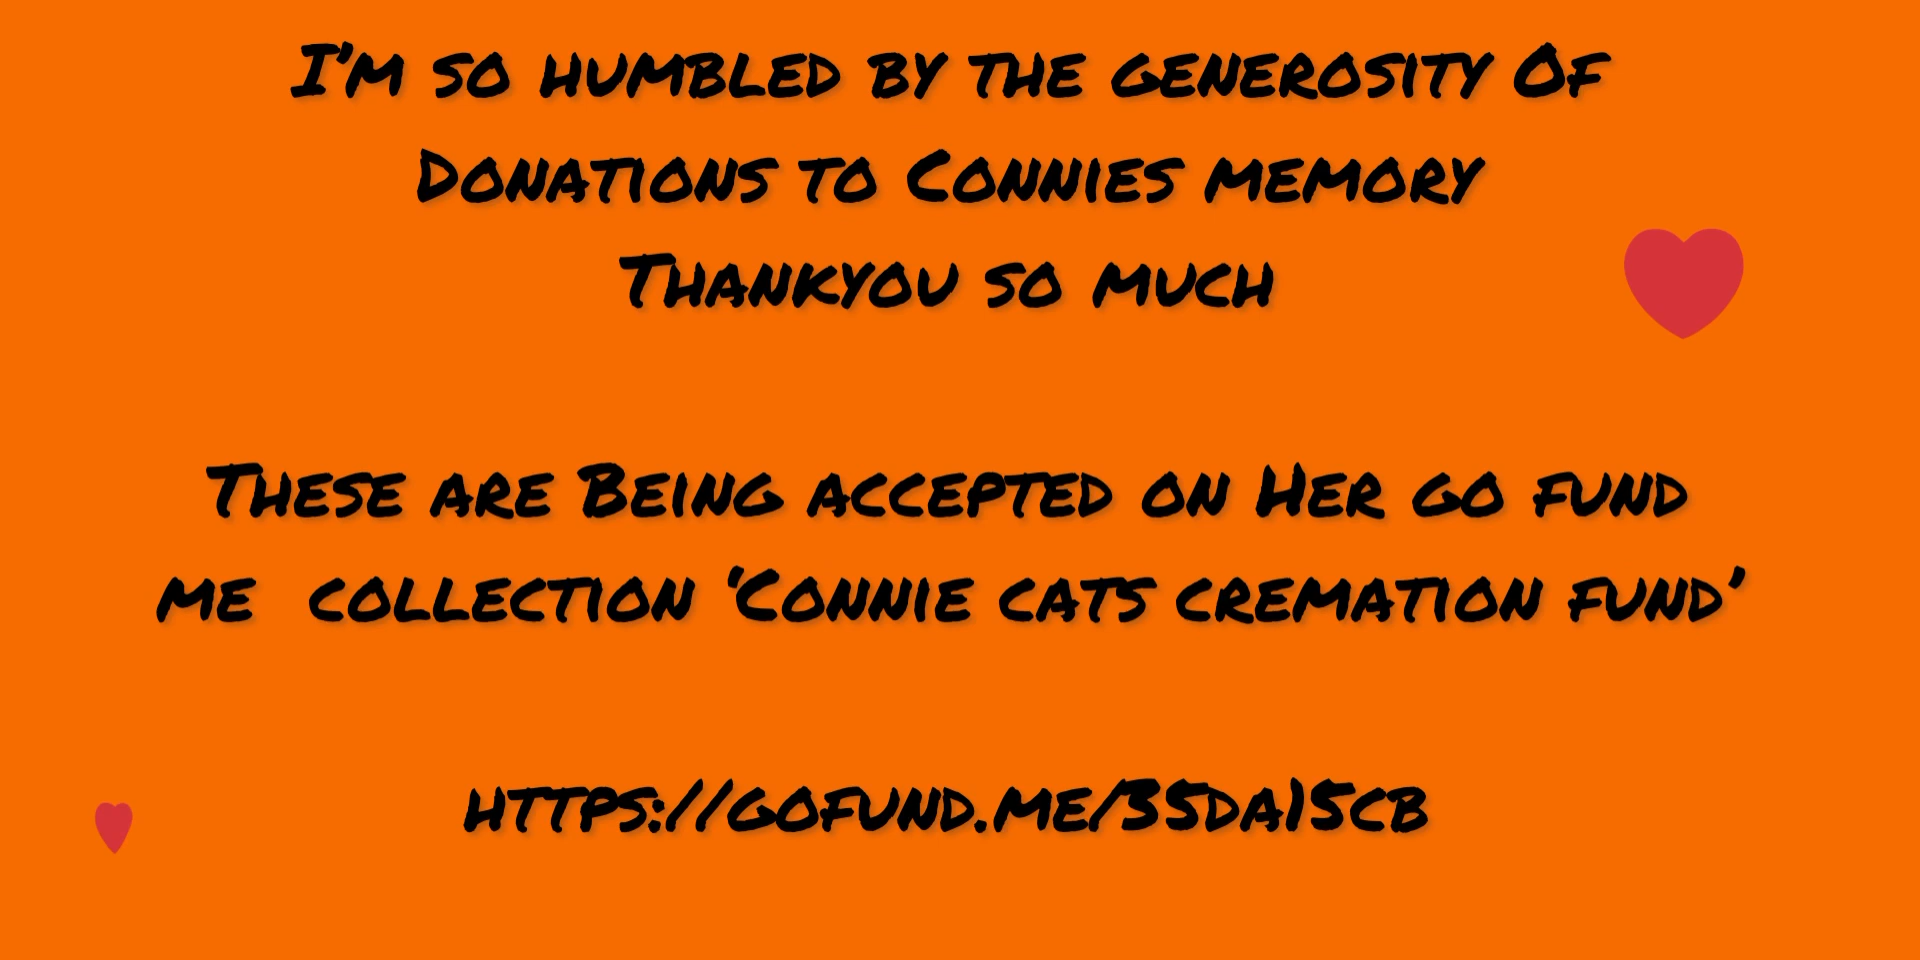 I'm so humbled by the generosity Of
Donations to Connies memory
Thankyou so much
These are Being accepted on Her go fund
me collection 'Connie cats cremation fund'
https://gofund.me/35da15cb